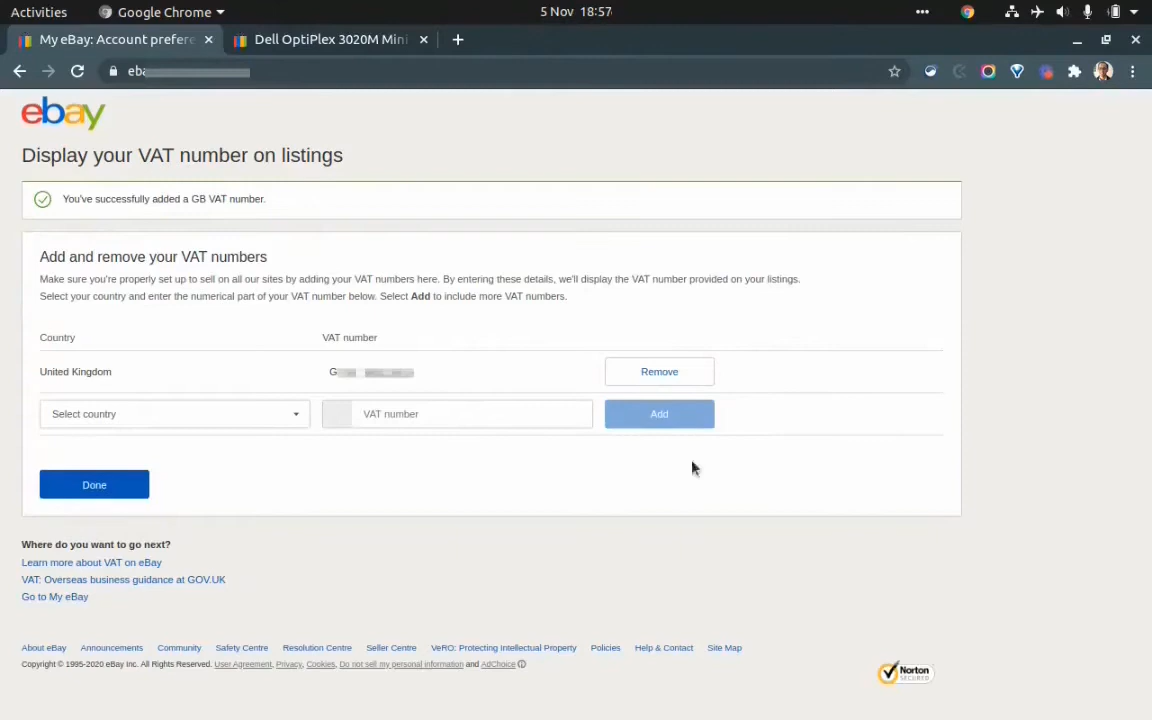 Activities Google Chrome 5 Nov 18:57
My eBay: Account prefere Dell OptiPlex 3020M Mini
eba
ebay
Display your VAT number on listings
You've successfully added a GB VAT number.
Add and remove your VAT numbers
Make sure you're properly set up to sell on all our sites by adding your VAT numbers here. By entering these details, we'll display the VAT number provided on your listings.
Select your country and enter the numerical part of your VAT number below. Select Add to include more VAT numbers.
Country VAT number
United Kingdom G Remove
Select country VAT number Add
Done
Where do you want to go next?
Learn more about VAT on eBay
VAT: Overseas business guidance at GOV.UK
Go to My eBay
About eBay Announcements Community Safety Centre Resolution Centre Seller Centre VeRO: Protecting Intellectual Property Policies Help & Contact Site Map
Copyright © 1995-2020 eBay Inc. All Rights Reserved. User Agreement, Privacy, Cookies, Do not sell my personal information and AdChoice
Norton
SECURED